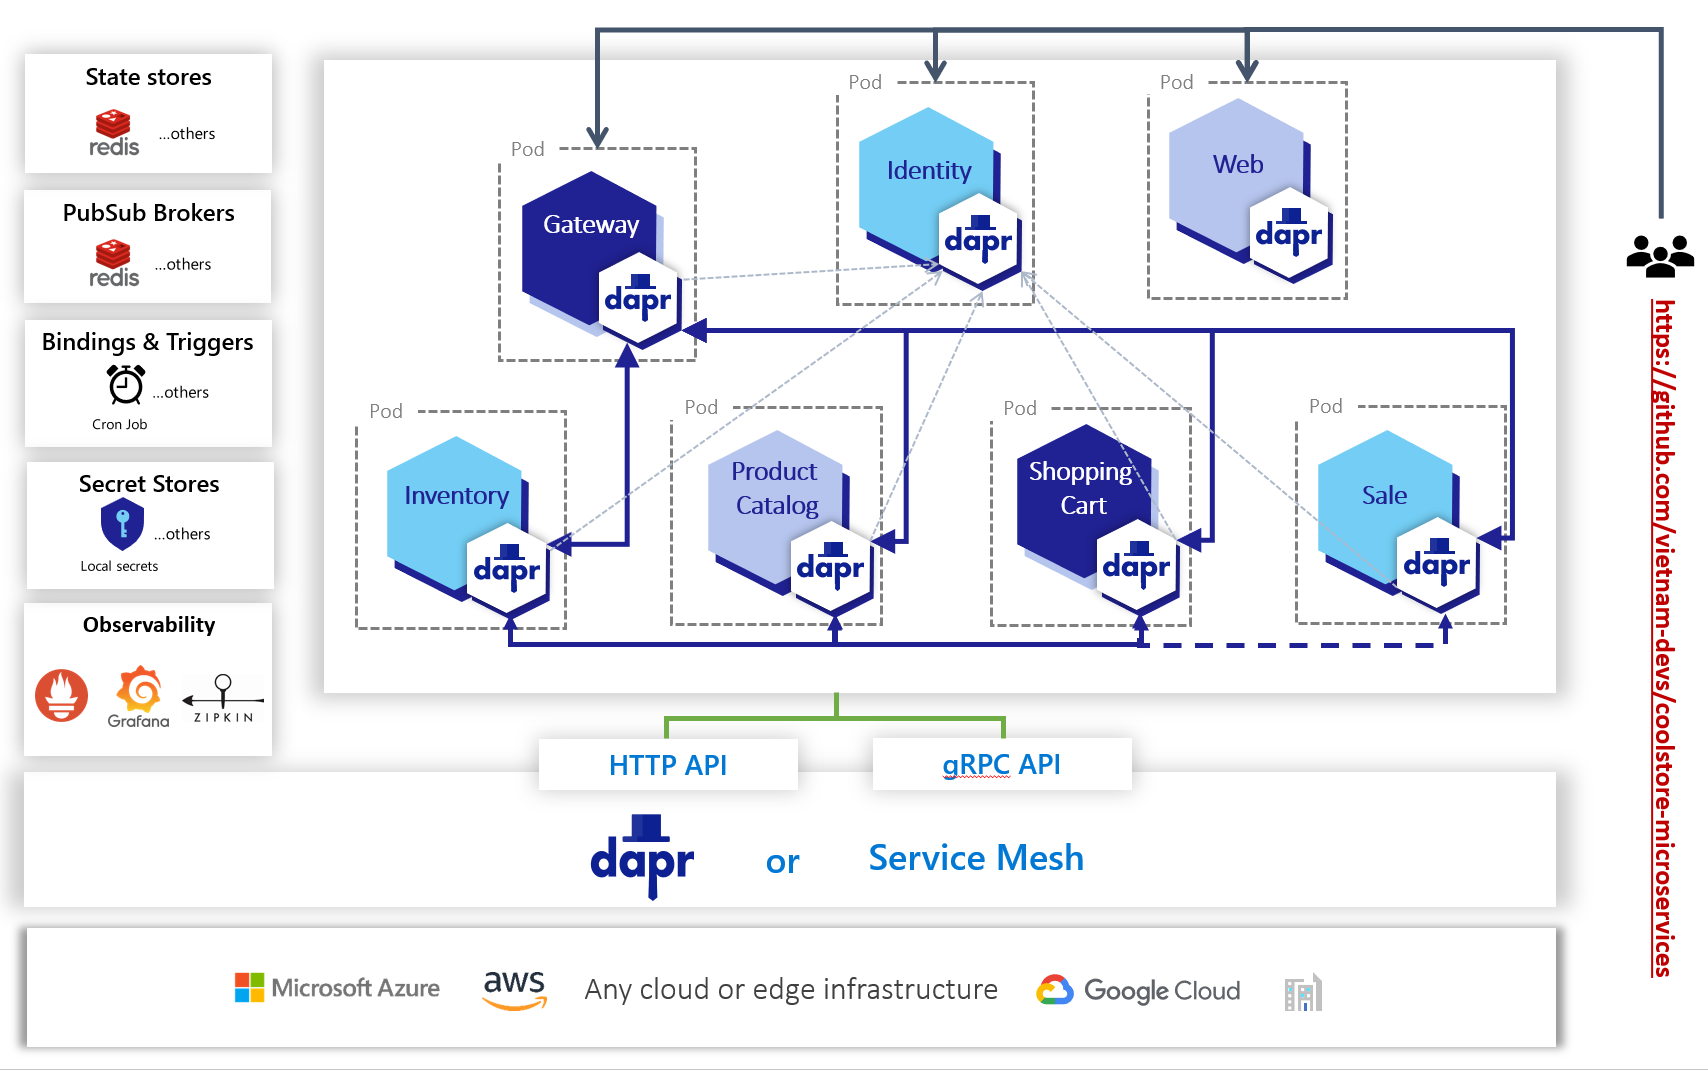 State stores
redis
...others
PubSub Brokers
redis
...others
Bindings & Triggers
...others
Cron Job
Secret Stores
...others
Local secrets
Observability
Grafana
ZIPKIN
Pod
Gateway
dapr
Pod
Identity
dapr
Pod
Web
dapr
Pod
Inventory
dapr
Pod
Product
Catalog
dapr
Pod
Shopping
Cart
dapr
Pod
Sale
dapr
HTTP API
gRPC API
dapr
or
Service Mesh
Microsoft Azure
aws
Any cloud or edge infrastructure
Google Cloud
https://github.com/vietnam-devs/coolstore-microservices